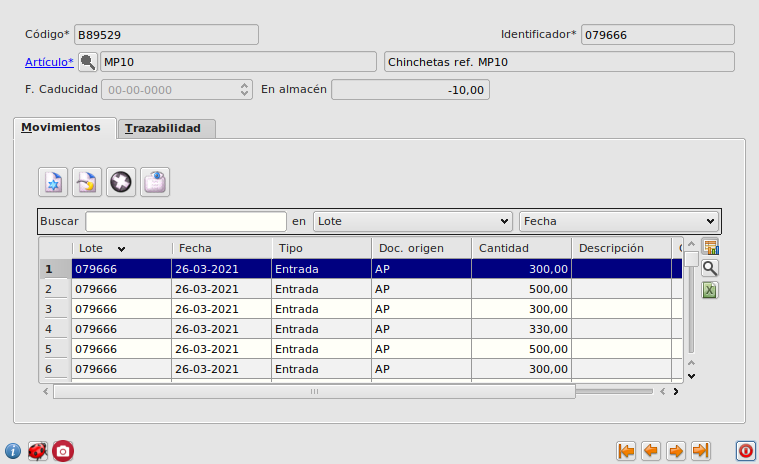 Código* B89529 Identificador* 079666
Artículo* MP10 Chinchetas ref. MP10
F. Caducidad 00-00-0000 En almacén -10,00
Movimientos Trazabilidad
Buscar en Lote Fecha
Lote Fecha Tipo Doc. origen Cantidad Descripción
1 079666 26-03-2021 Entrada AP 300,00
2 079666 26-03-2021 Entrada AP 500,00
3 079666 26-03-2021 Entrada AP 300,00
4 079666 26-03-2021 Entrada AP 330,00
5 079666 26-03-2021 Entrada AP 500,00
6 079666 26-03-2021 Entrada AP 300,00